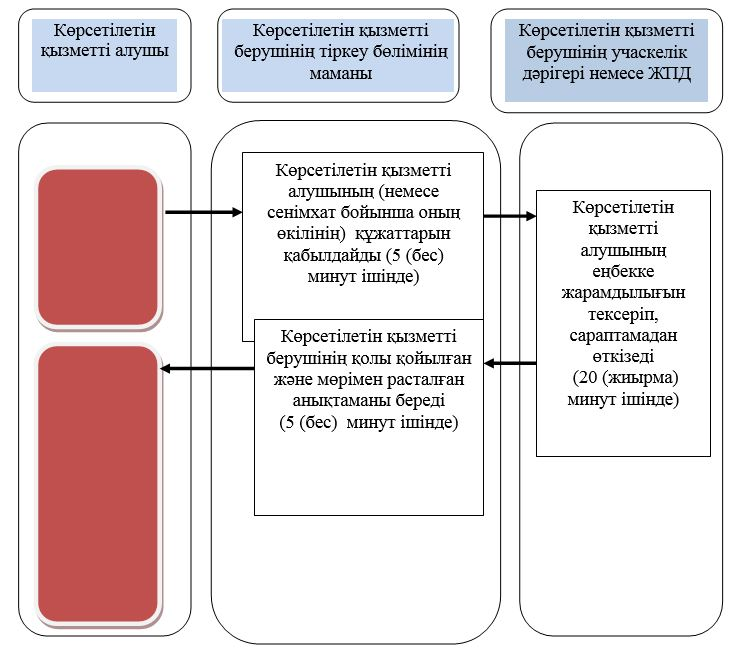 Көрсетілетін
қызметті алушы
Көрсетілетін қызметті
берушінің тіркеу бөлімінің
маманы
Көрсетілетін қызметті
берушінің учаскелік
дәрігері немесе ЖПД
Көрсетілетін қызметті
алушының (немесе
сенімхат бойынша оның
өкілінің) құжаттарын
қабылдайды (5 (бес)
минут ішінде)
Көрсетілетін
қызметті
алушының
еңбекке
жарамдылығын
тексеріп,
сараптамадан
өткізеді
(20 (жиырма)
минут ішінде)
Көрсетілетін қызметті
берушінің қолы қойылған
және мөрімен расталған
анықтаманы береді
(5 (бес) минут ішінде)